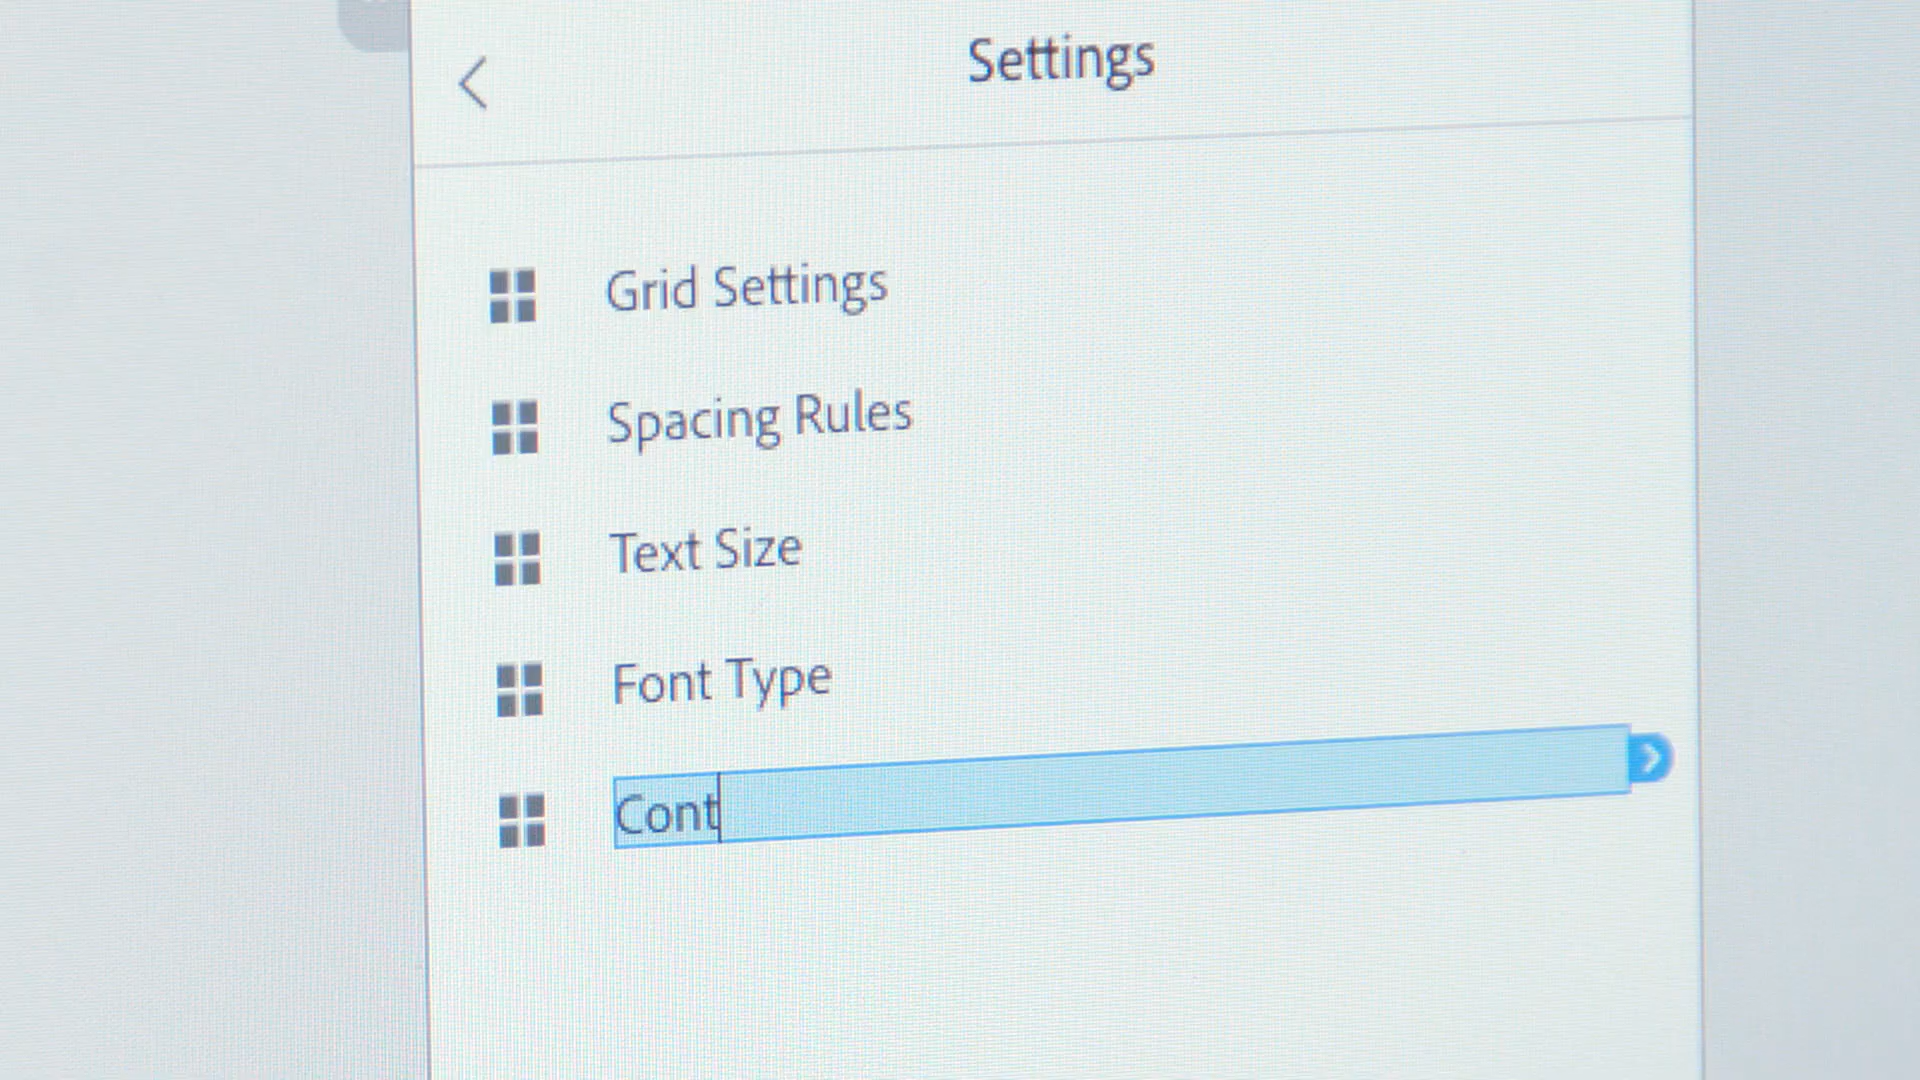 Settings
Grid Settings
Spacing Rules
Text Size
Font Type
Cont